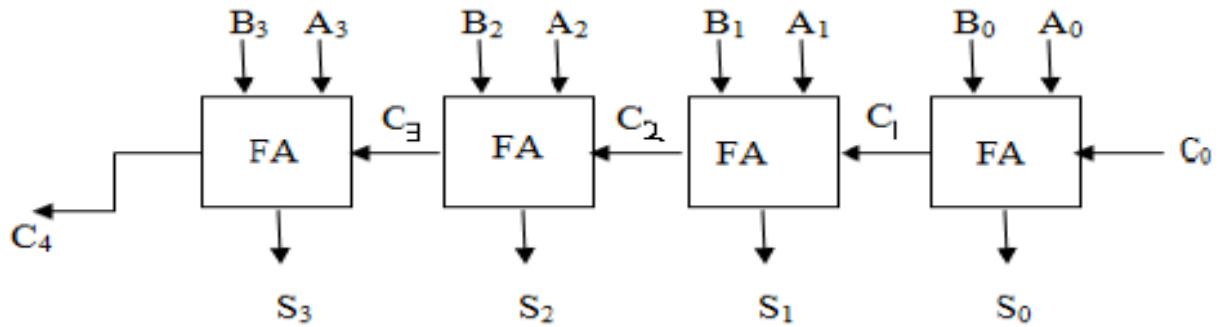 B₃ A₃ B₂ A₂ B₁ A₁ B₀ A₀
C₃ C₂ C₁
FA FA FA FA C₀
C₄
S₃ S₂ S₁ S₀